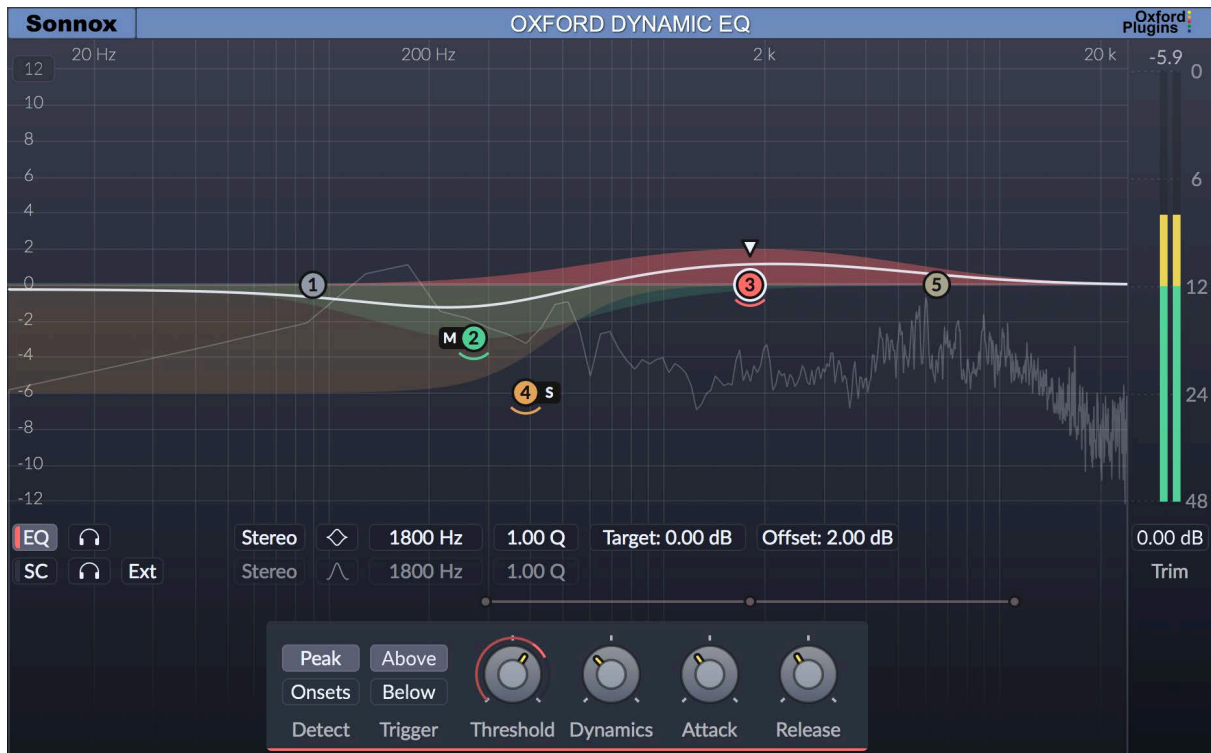 Sonnox OXFORD DYNAMIC EQ Oxford Plugins
20 Hz 200 Hz 2 k 20 k -5.9
12 0
10
8
6 6
4
2
0 1 3 5 12
-2
M 2
-4
-6 4 S 24
-8
-10
-12 48
EQ Stereo 1800 Hz 1.00 Q Target: 0.00 dB Offset: 2.00 dB 0.00 dB
SC Ext Stereo 1800 Hz 1.00 Q Trim
Peak Above
Onsets Below
Detect Trigger Threshold Dynamics Attack Release